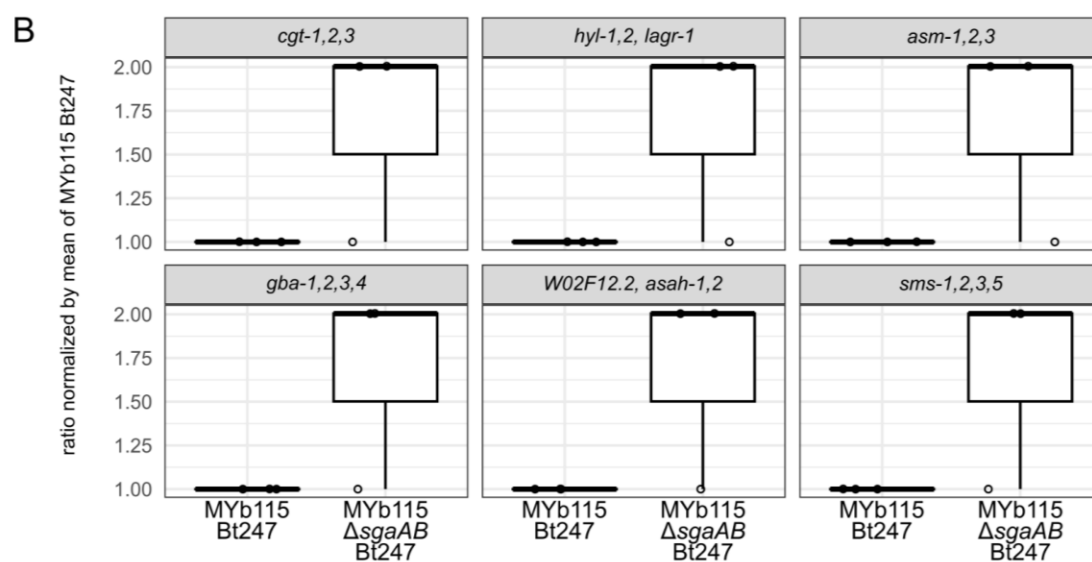 B
ratio normalized by mean of MYb115 Bt247
cgt-1,2,3
hyl-1,2, lagr-1
asm-1,2,3
2.00
1.75
1.50
1.25
1.00
gba-1,2,3,4
W02F12.2, asah-1,2
sms-1,2,3,5
2.00
1.75
1.50
1.25
1.00
MYb115
Bt247
MYb115
ΔsgaAB
Bt247
MYb115
Bt247
MYb115
ΔsgaAB
Bt247
MYb115
Bt247
MYb115
ΔsgaAB
Bt247